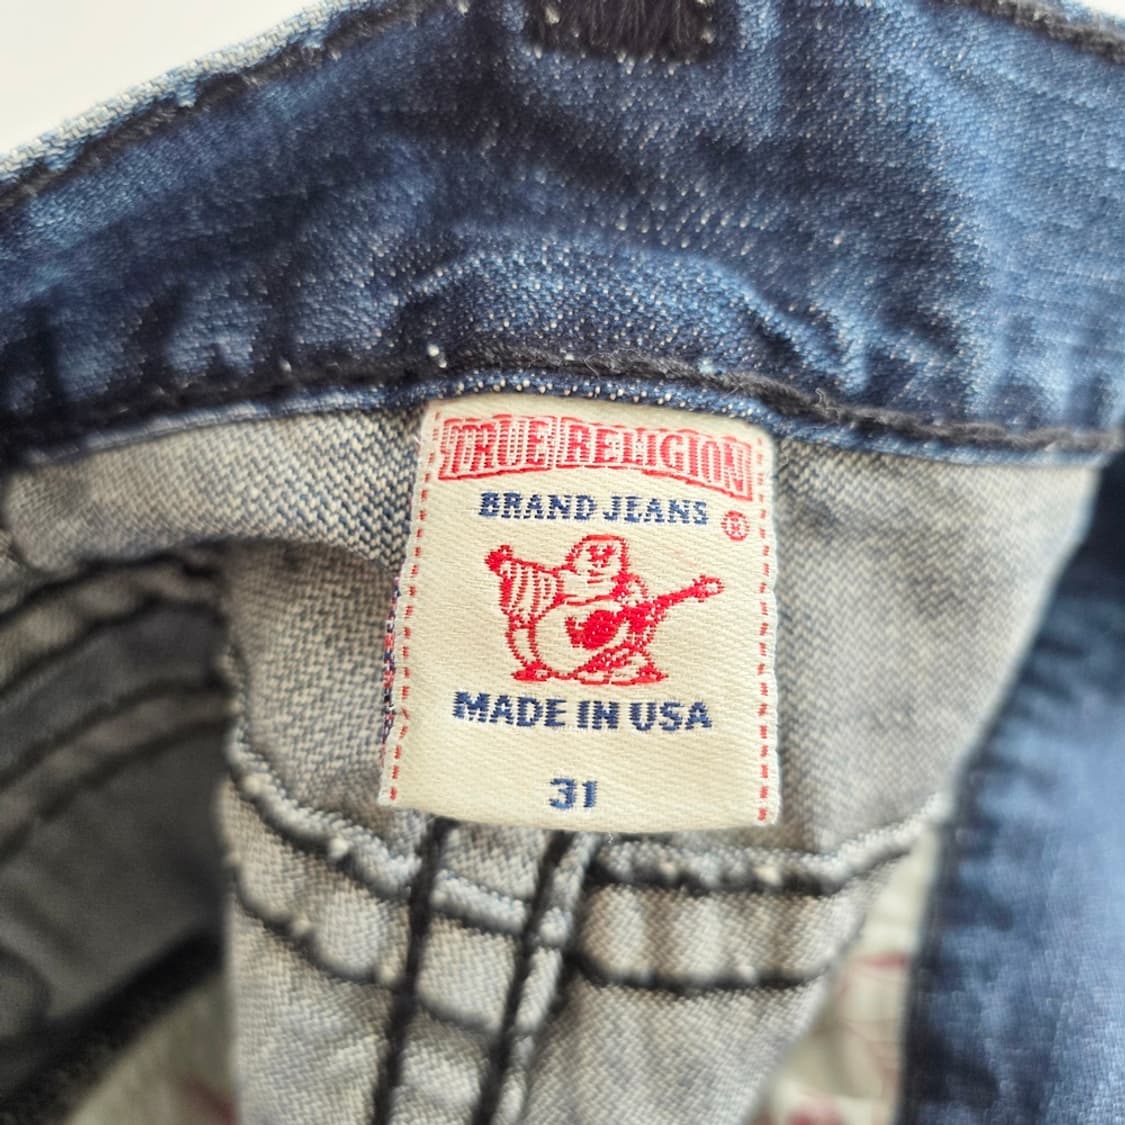 TRUE RELIGION
BRAND JEANS ®
MADE IN USA
31